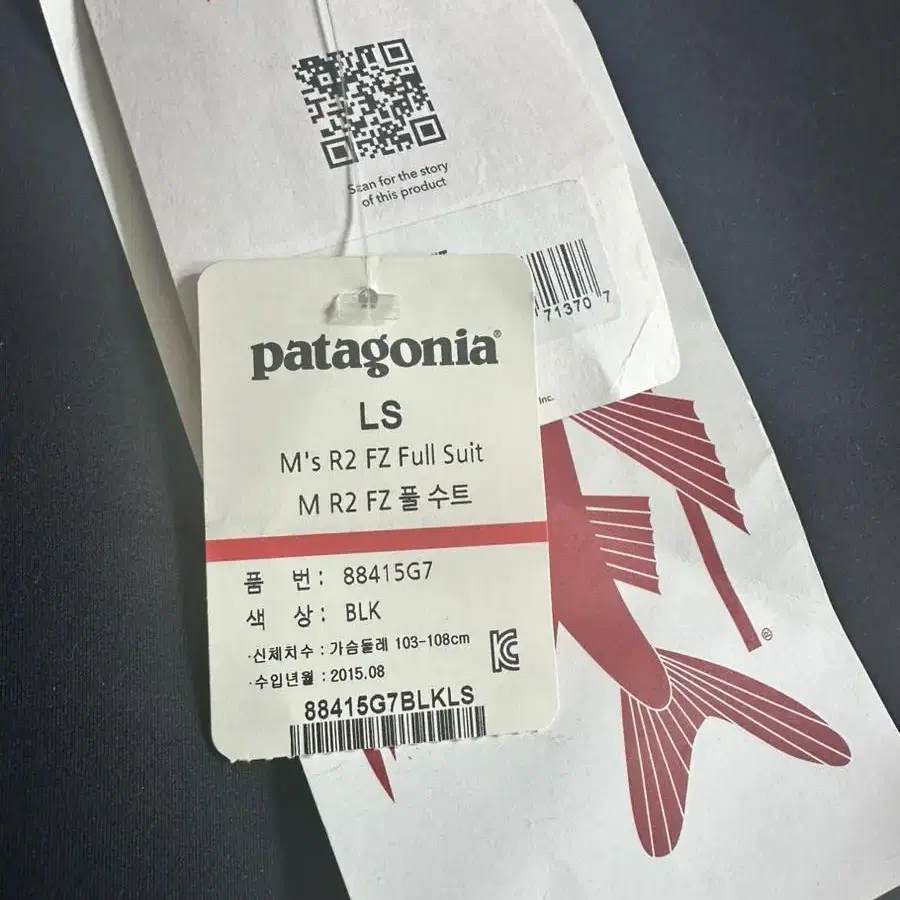 Scan for the story
of this product
71370 7
Inc.
patagonia®
LS
M's R2 FZ Full Suit
M R2 FZ 풀 수트
품 번 : 88415G7
색 상 : BLK
·신체치수 : 가슴둘레 103-108cm
·수입년월 : 2015.08
88415G7BLKLS